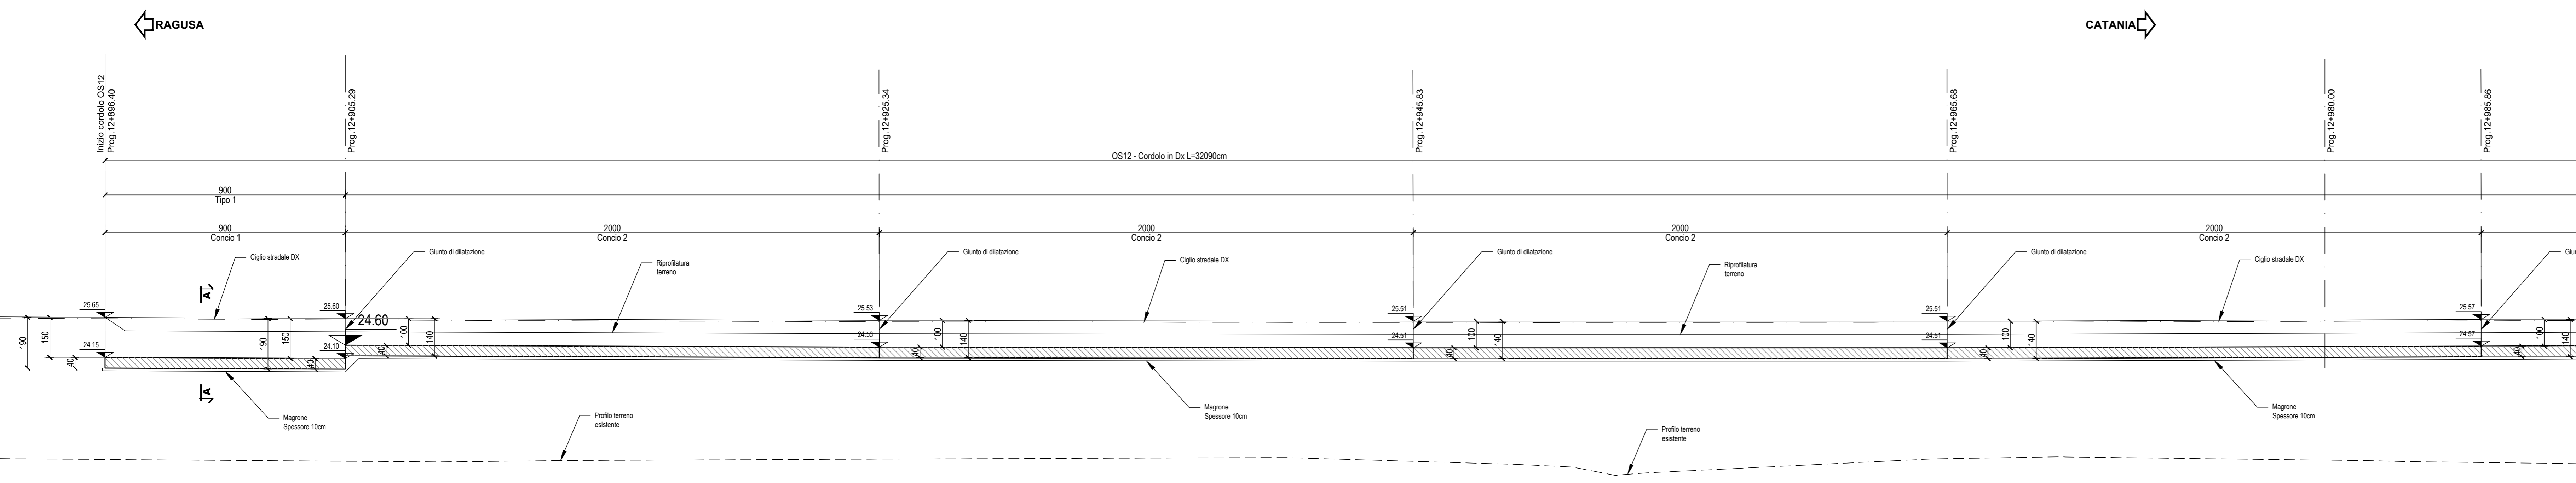 RAGUSA
CATANIA
Inizio cordolo OS12
Prog.12+896.40
Prog.12+905.29
Prog.12+925.34
Prog.12+945.83
Prog.12+965.68
Prog.12+980.00
Prog.12+985.86
OS12 - Cordolo in Dx L=32090cm
900
Tipo 1
900
Concio 1
2000
Concio 2
2000
Concio 2
2000
Concio 2
2000
Concio 2
Ciglio stradale DX
Giunto di dilatazione
Riprofilatura
terreno
Giunto di dilatazione
Ciglio stradale DX
Giunto di dilatazione
Riprofilatura
terreno
Giunto di dilatazione
Ciglio stradale DX
Giu
A
25.65
25.60
24.60
25.53
25.51
25.51
25.57
190
150
40
24.15
190
150
40
24.10
100
140
40
24.53
100
140
40
24.51
100
140
40
24.51
100
140
40
24.57
100
140
40
A
Magrone
Spessore 10cm
Profilo terreno
esistente
Magrone
Spessore 10cm
Profilo terreno
esistente
Magrone
Spessore 10cm